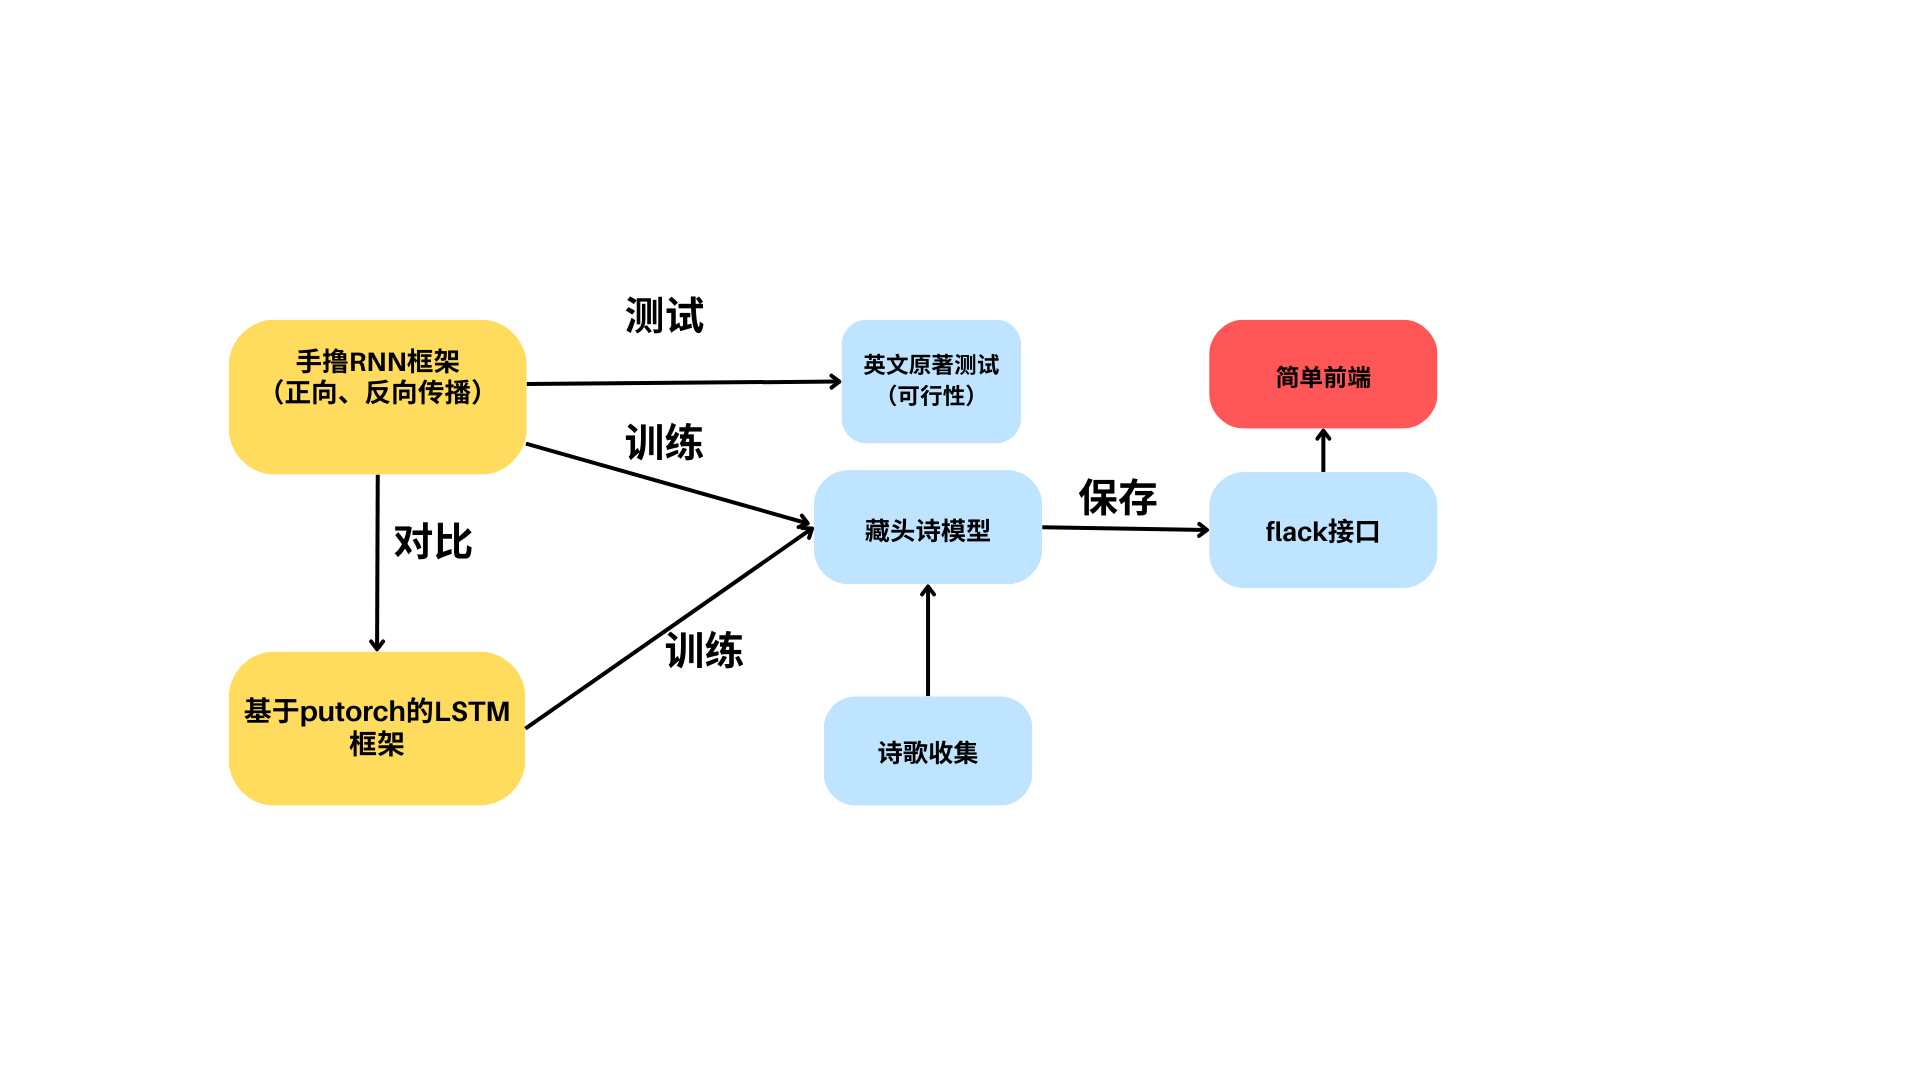 测试
手撸RNN框架
（正向、反向传播）
英文原著测试
（可行性）
简单前端
训练
保存
对比
藏头诗模型
flack接口
训练
基于putorch的LSTM
框架
诗歌收集